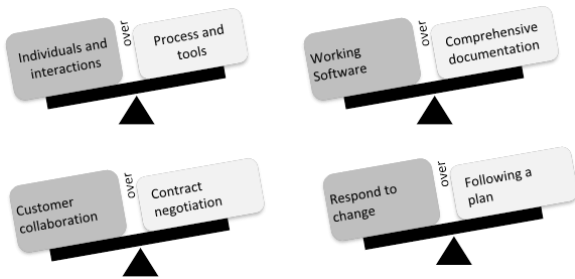 Individuals and
interactions
over
Process and
tools
Working
Software
over
Comprehensive
documentation
Customer
collaboration
over
Contract
negotiation
Respond to
change
over
Following a
plan